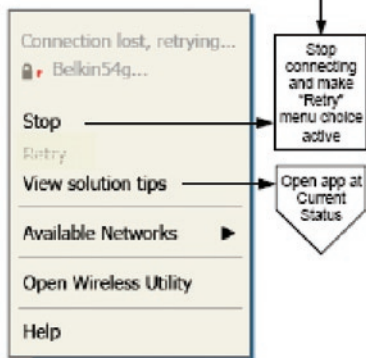 Connection lost, retrying...
r Belkin54g...
Stop
Retry
View solution tips
Available Networks
Open Wireless Utility
Help
Stop
connecting
and make
"Retry"
menu choice
active
Open app at
Current
Status